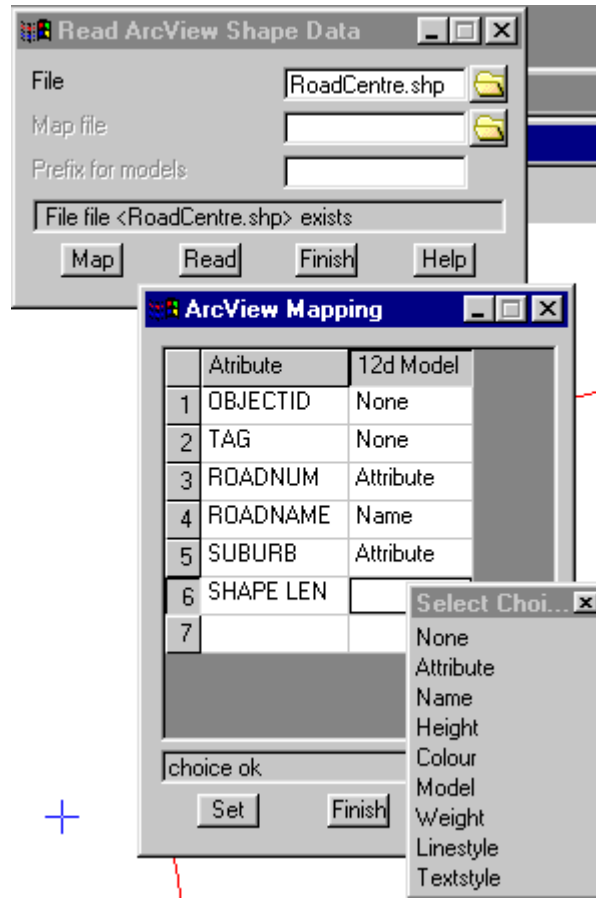 Read ArcView Shape Data
File RoadCentre.shp
Map file
Prefix for models
File file <RoadCentre.shp> exists
Map Read Finish Help
ArcView Mapping
Atribute 12d Model
1 OBJECTID None
2 TAG None
3 ROADNUM Attribute
4 ROADNAME Name
5 SUBURB Attribute
6 SHAPE LEN
7
choice ok
Set Finish
Select Choi...
None
Attribute
Name
Height
Colour
Model
Weight
Linestyle
Textstyle